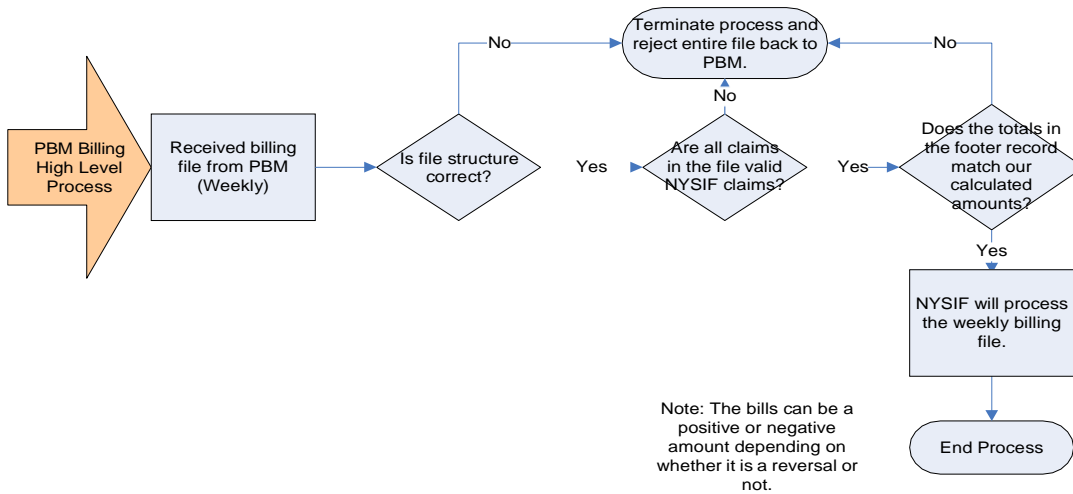 PBM Billing
High Level
Process
Received billing
file from PBM
(Weekly)
Is file structure
correct?
No
Yes
Terminate process and
reject entire file back to
PBM.
No
Are all claims
in the file valid
NYSIF claims?
Yes
No
Does the totals in
the footer record
match our
calculated
amounts?
Yes
NYSIF will process
the weekly billing
file.
End Process
Note: The bills can be a
positive or negative
amount depending on
whether it is a reversal or
not.